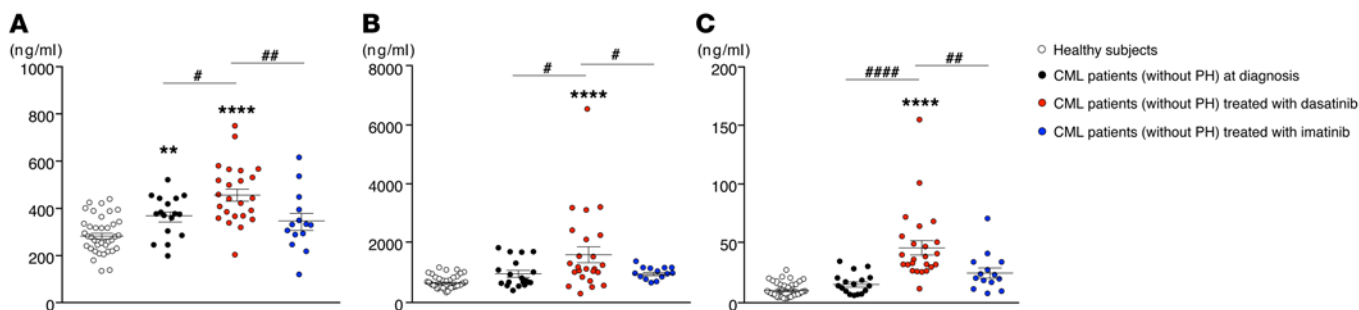 A
(ng/ml)
1000
800
600
400
200
0
**
****
#
##
B
(ng/ml)
8000
6000
4000
2000
0
****
#
#
C
(ng/ml)
200
150
100
50
0
****
####
##
Healthy subjects
CML patients (without PH) at diagnosis
CML patients (without PH) treated with dasatinib
CML patients (without PH) treated with imatinib